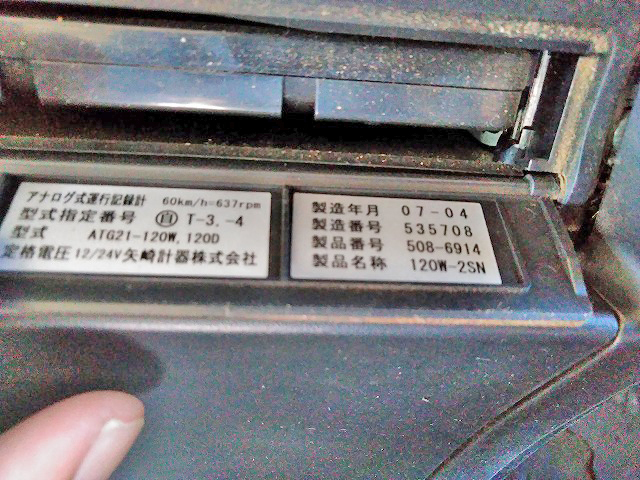 アナログ式運行記録計 60km/h=637rpm
型式指定番号 ㊀ T-3.-4
型式 ATG21-120W,120D
定格電圧 12/24V 矢崎計器株式会社
製造年月 07-04
製造番号 535708
製品番号 508-6914
製品名称 120W-2SN